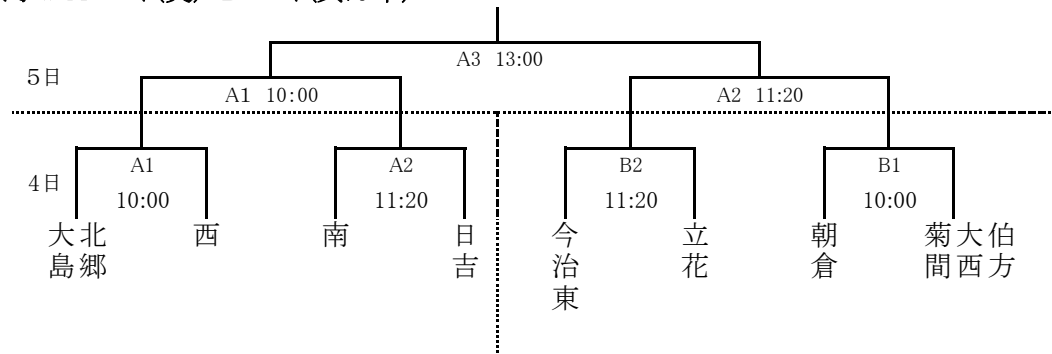 A3 13:00
5日
A1 10:00
A2 11:20
4日
A1
10:00
A2
11:20
B2
11:20
B1
10:00
北郷
大島
西
南
日吉
今治東
立花
朝倉
伯方
大西
菊間